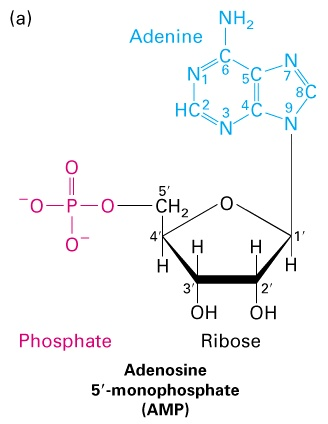 (a)
NH2
Adenine
C
6
N
1
5
C
N
7
8
C
HC
2
3
N
4
C
9
N
O
−O—P—O
O−
5′
CH2
O
4′
1′
H
H
H
H
3′
2′
OH
OH
Phosphate
Ribose
Adenosine
5′-monophosphate
(AMP)